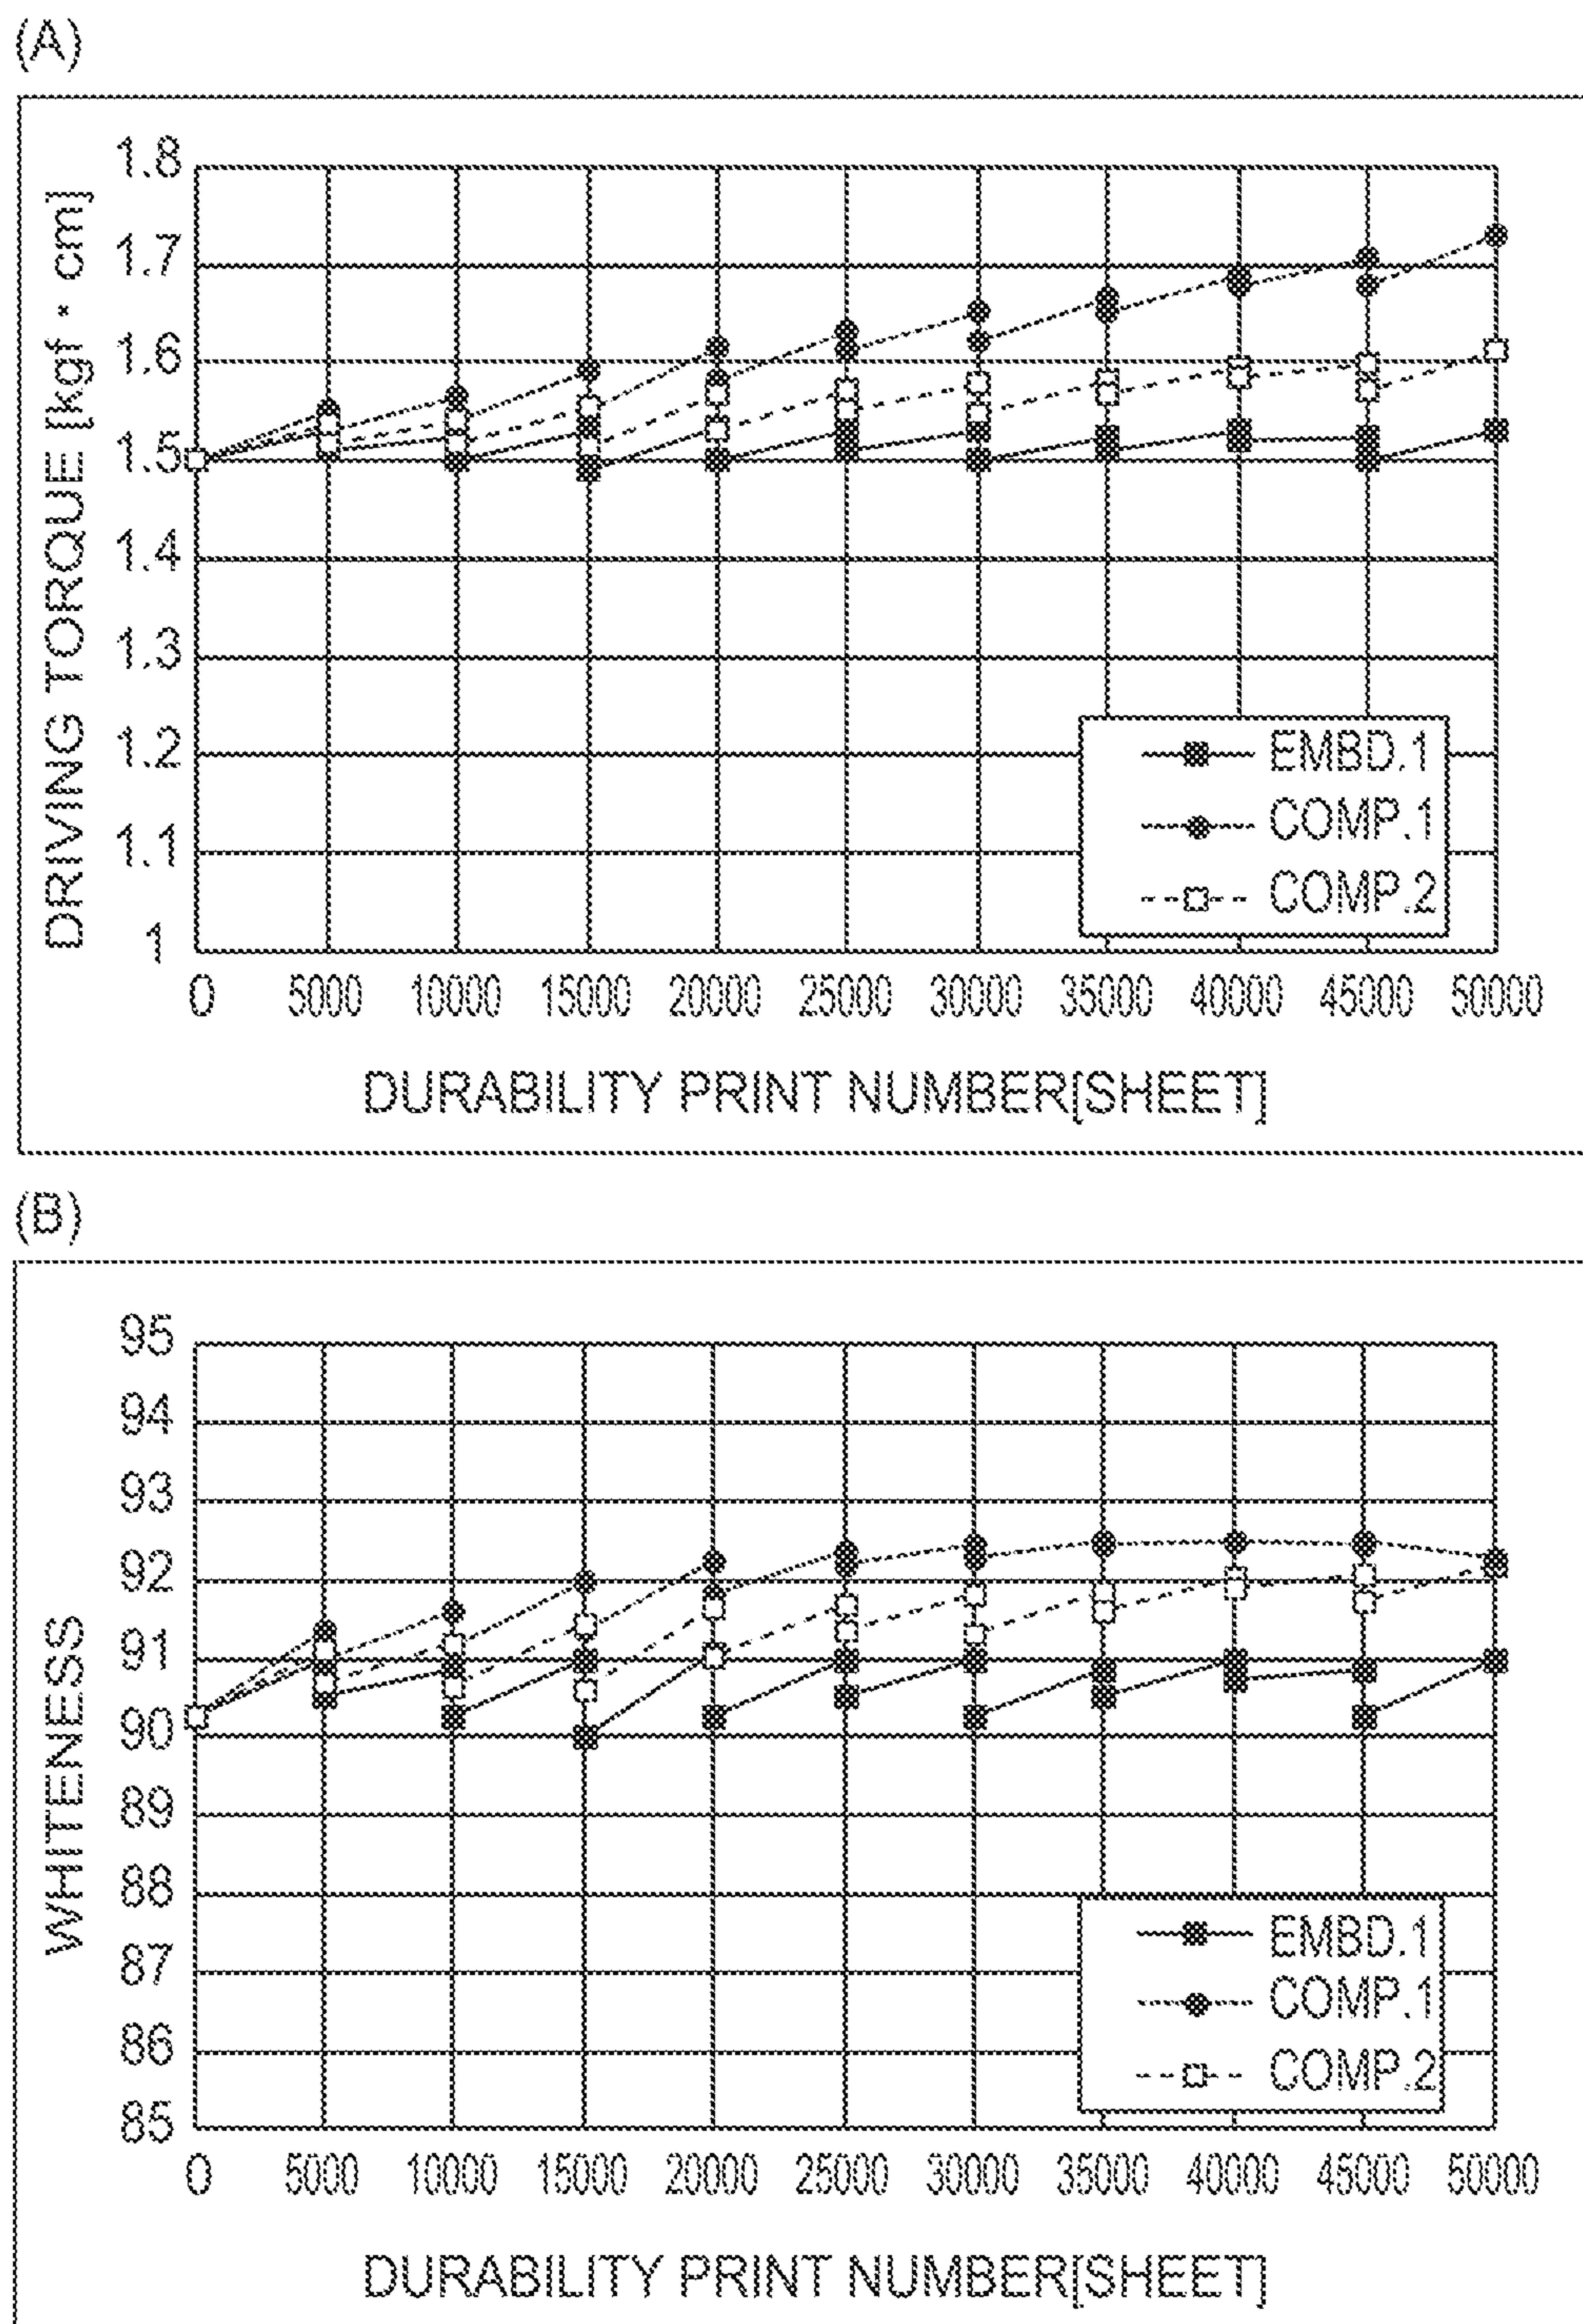 (A)
DRIVING TORQUE [kgf・cm]
1.8
1.7
1.6
1.5
1.4
1.3
1.2
1.1
1
EMBD.1
COMP.1
COMP.2
0 5000 10000 15000 20000 25000 30000 35000 40000 45000 50000
DURABILITY PRINT NUMBER[SHEET]
(B)
WHITENESS
95
94
93
92
91
90
89
88
87
86
85
EMBD.1
COMP.1
COMP.2
0 5000 10000 15000 20000 25000 30000 35000 40000 45000 50000
DURABILITY PRINT NUMBER[SHEET]